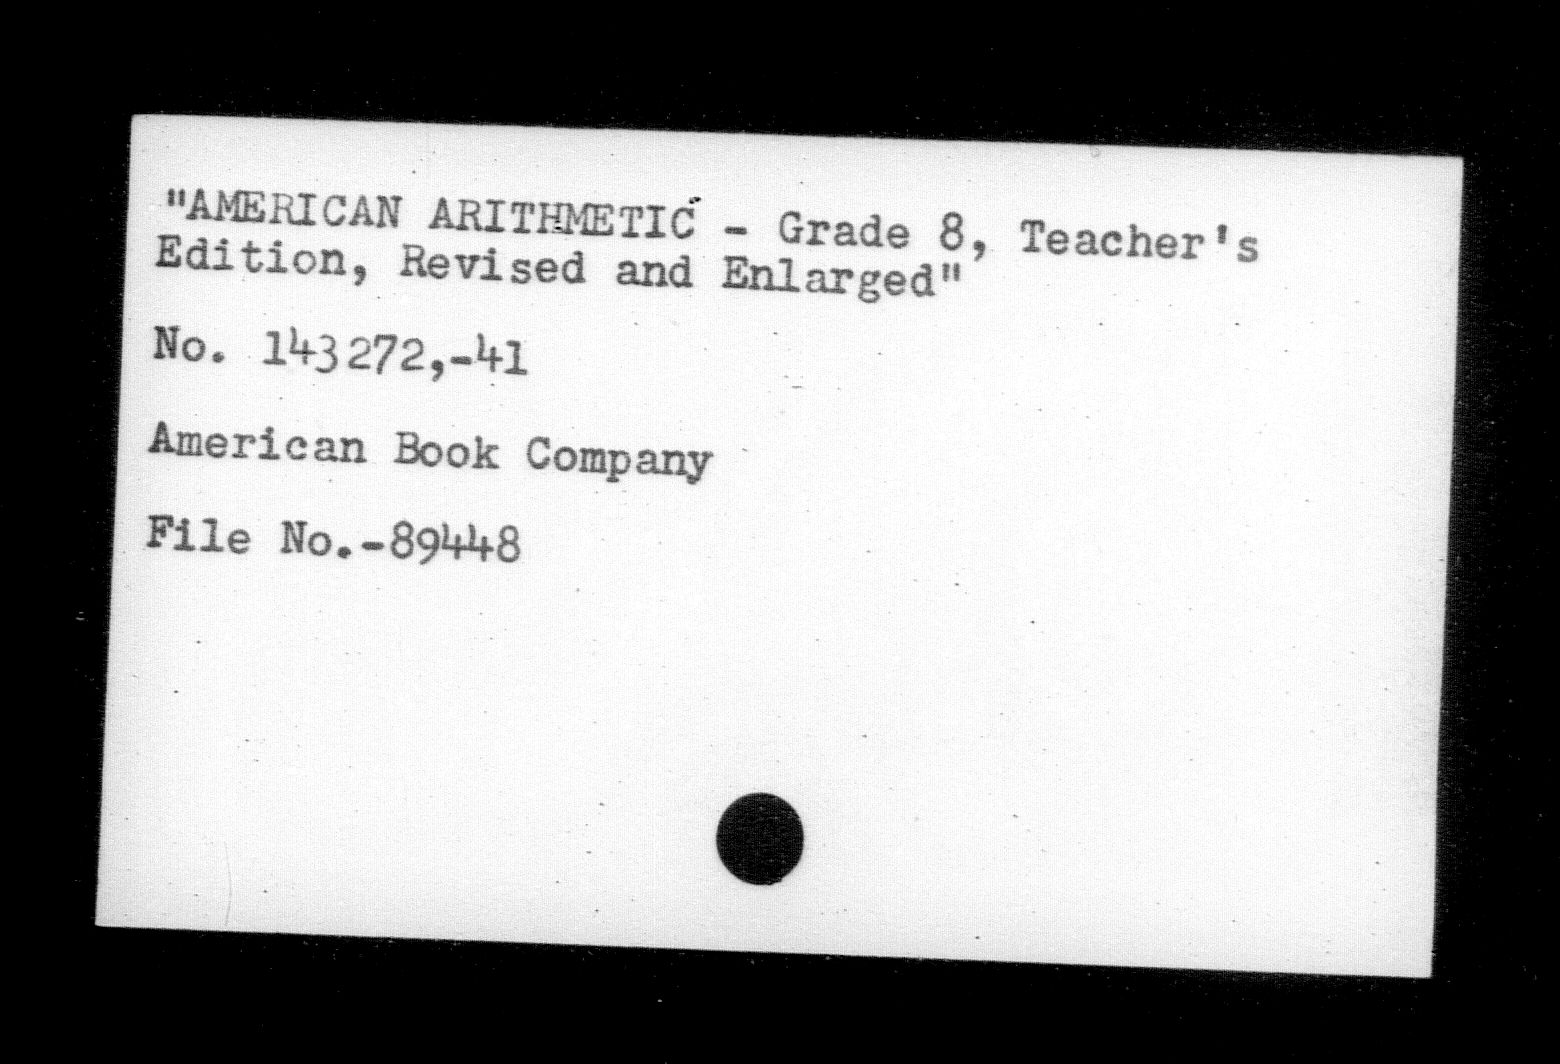 "AMERICAN ARITHMETIC - Grade 8, Teacher's
Edition, Revised and Enlarged"
No. 143272,-41
American Book Company
File No.-89448